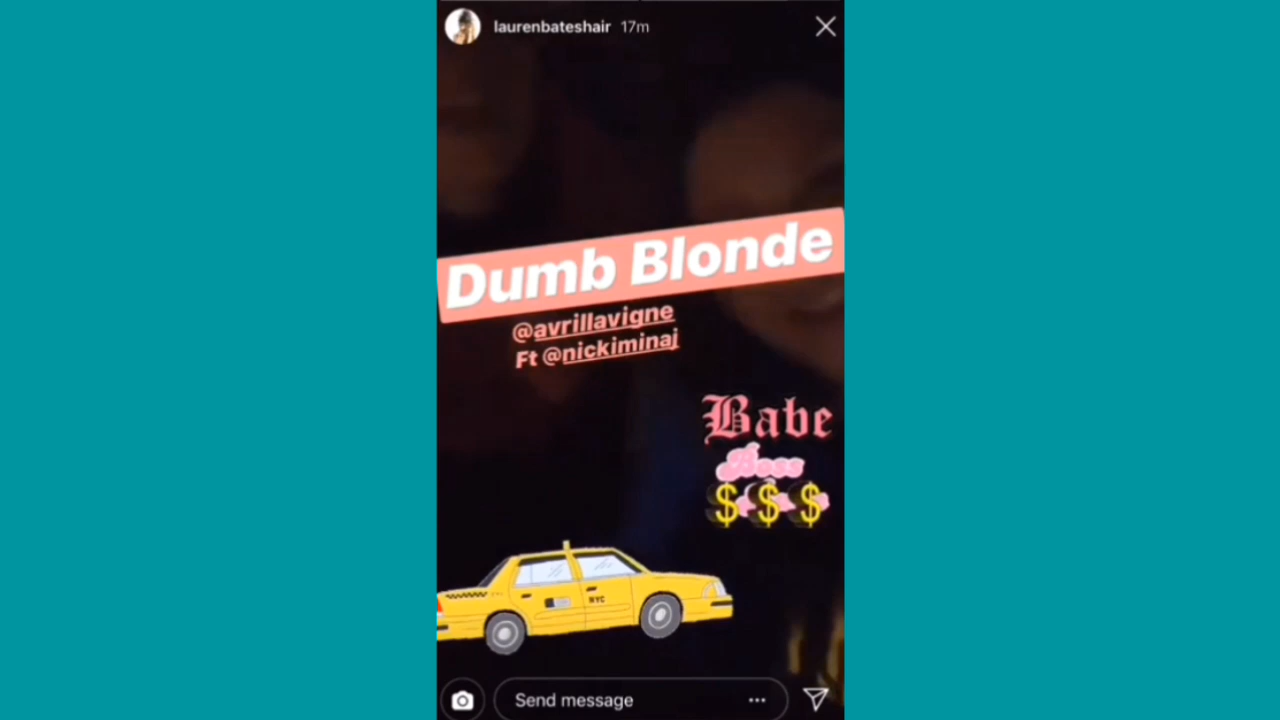 laurenbateshair 17m
Dumb Blonde
@avrillavigne
Ft @nickiminaj
Babe
Boss
$$$
NYC
Send message